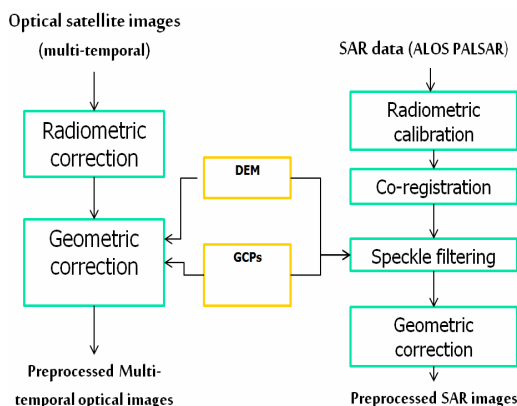 Optical satellite images
(multi-temporal)
Radiometric
correction
Geometric
correction
Preprocessed Multi-
temporal optical images
DEM
GCPs
SAR data (ALOS PALSAR)
Radiometric
calibration
Co-registration
Speckle filtering
Geometric
correction
Preprocessed SAR images